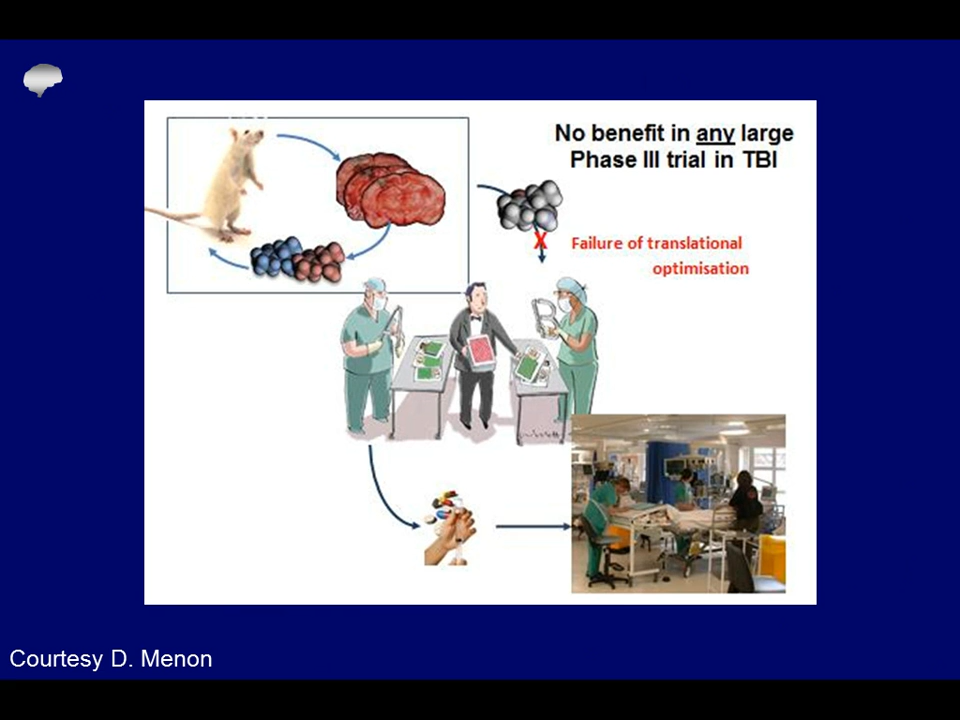 No benefit in any large
Phase III trial in TBI
X
Failure of translational
optimisation
Courtesy D. Menon